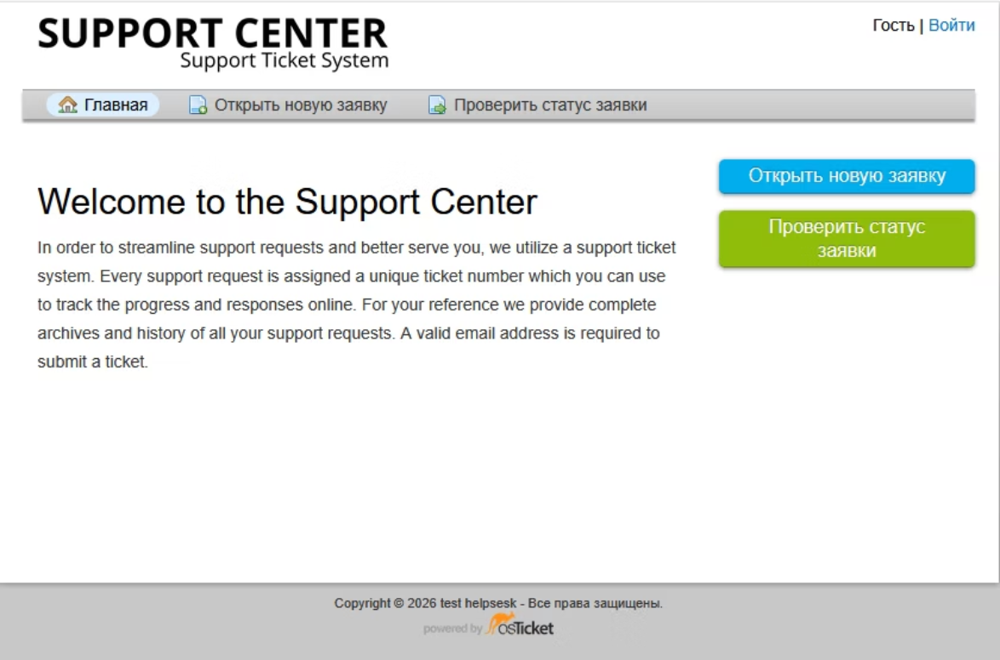 SUPPORT CENTER
Support Ticket System
Гость | Войти
Главная
Открыть новую заявку
Проверить статус заявки
Welcome to the Support Center
In order to streamline support requests and better serve you, we utilize a support ticket
system. Every support request is assigned a unique ticket number which you can use
to track the progress and responses online. For your reference we provide complete
archives and history of all your support requests. A valid email address is required to
submit a ticket.
Открыть новую заявку
Проверить статус
заявки
Copyright © 2026 test helpsesk - Все права защищены.
powered by osTicket